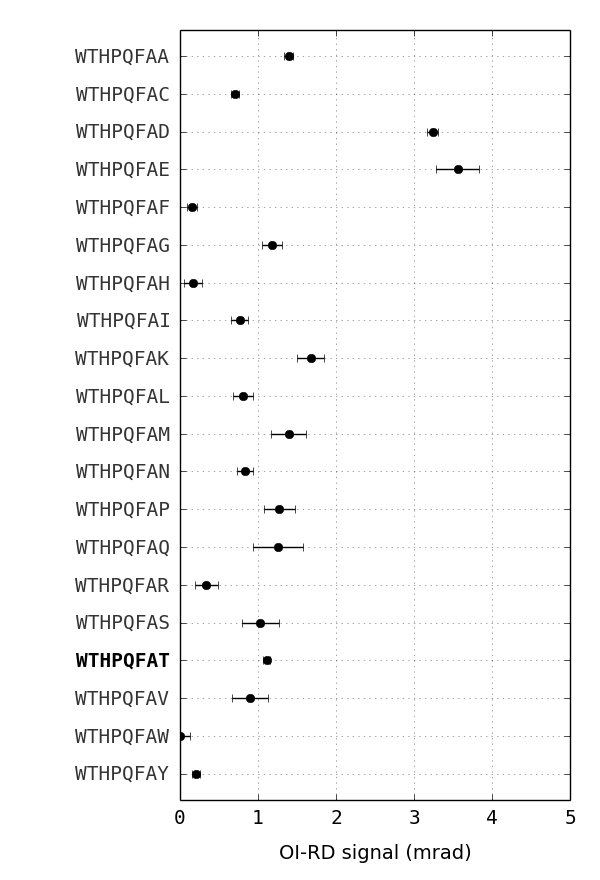 WTHPQFAA
WTHPQFAC
WTHPQFAD
WTHPQFAE
WTHPQFAF
WTHPQFAG
WTHPQFAH
WTHPQFAI
WTHPQFAK
WTHPQFAL
WTHPQFAM
WTHPQFAN
WTHPQFAP
WTHPQFAQ
WTHPQFAR
WTHPQFAS
WTHPQFAT
WTHPQFAV
WTHPQFAW
WTHPQFAY
0 1 2 3 4 5
OI-RD signal (mrad)